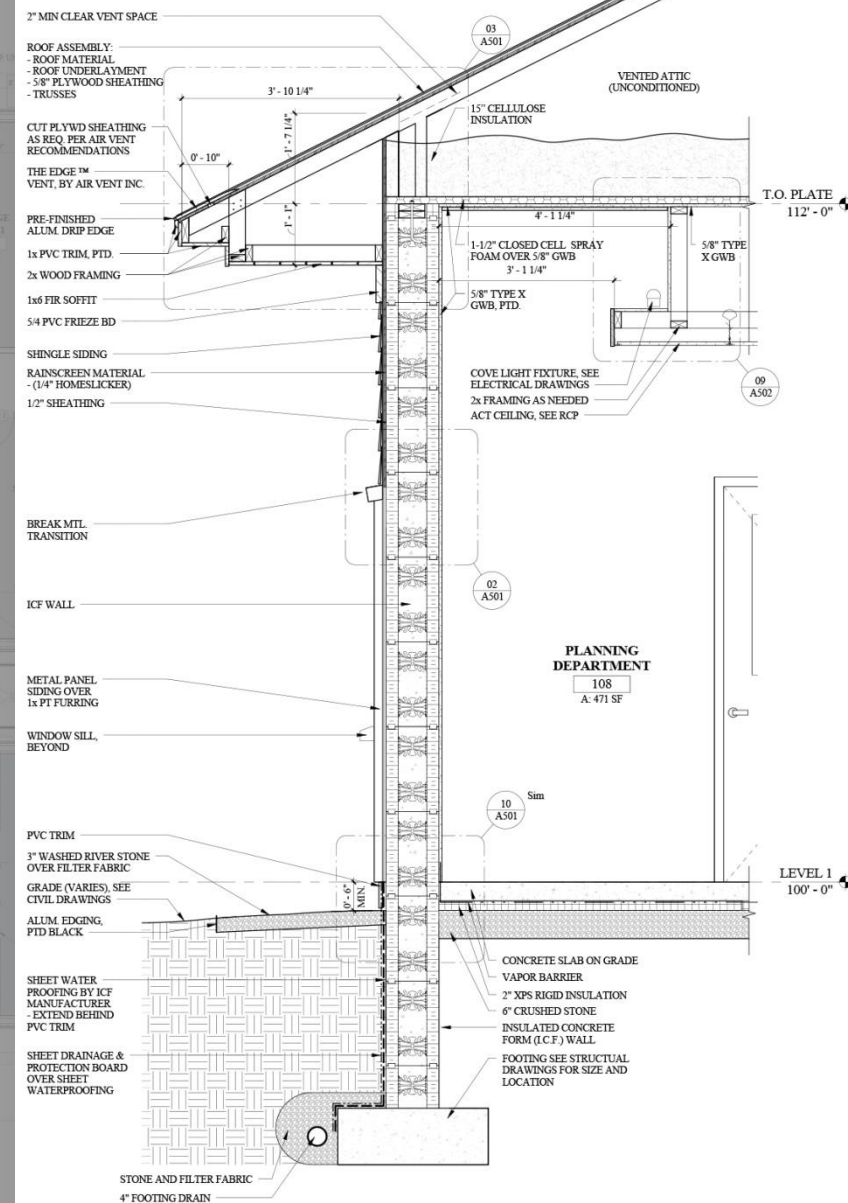 2" MIN CLEAR VENT SPACE
ROOF ASSEMBLY:
- ROOF MATERIAL
- ROOF UNDERLAYMENT
- 5/8" PLYWOOD SHEATHING
- TRUSSES
CUT PLYWD SHEATHING
AS REQ. PER AIR VENT
RECOMMENDATIONS
THE EDGE ™
VENT, BY AIR VENT INC.
PRE-FINISHED
ALUM. DRIP EDGE
1x PVC TRIM, PTD.
2x WOOD FRAMING
1x6 FIR SOFFIT
5/4 PVC FRIEZE BD
SHINGLE SIDING
RAINSCREEN MATERIAL
- (1/4" HOMESLICKER)
1/2" SHEATHING
BREAK MTL.
TRANSITION
ICF WALL
METAL PANEL
SIDING OVER
1x PT FURRING
WINDOW SILL,
BEYOND
PVC TRIM
3" WASHED RIVER STONE
OVER FILTER FABRIC
GRADE (VARIES), SEE
CIVIL DRAWINGS
ALUM. EDGING,
PTD BLACK
SHEET WATER
PROOFING BY ICF
MANUFACTURER
- EXTEND BEHIND
PVC TRIM
SHEET DRAINAGE &
PROTECTION BOARD
OVER SHEET
WATERPROOFING
STONE AND FILTER FABRIC
4" FOOTING DRAIN
3' - 10 1/4"
0' - 10"
1' - 7 1/4"
1' - 1"
03
A501
VENTED ATTIC
(UNCONDITIONED)
15" CELLULOSE
INSULATION
T.O. PLATE
112' - 0"
4' - 1 1/4"
1-1/2" CLOSED CELL SPRAY
FOAM OVER 5/8" GWB
3' - 1 1/4"
5/8" TYPE
X GWB
5/8" TYPE X
GWB, PTD.
COVE LIGHT FIXTURE, SEE
ELECTRICAL DRAWINGS
2x FRAMING AS NEEDED
ACT CEILING, SEE RCP
09
A502
02
A501
PLANNING
DEPARTMENT
108
A: 471 SF
10
A501
Sim
0' - 6"
MIN.
LEVEL 1
100' - 0"
CONCRETE SLAB ON GRADE
VAPOR BARRIER
2" XPS RIGID INSULATION
6" CRUSHED STONE
INSULATED CONCRETE
FORM (I.C.F.) WALL
FOOTING SEE STRUCTUAL
DRAWINGS FOR SIZE AND
LOCATION